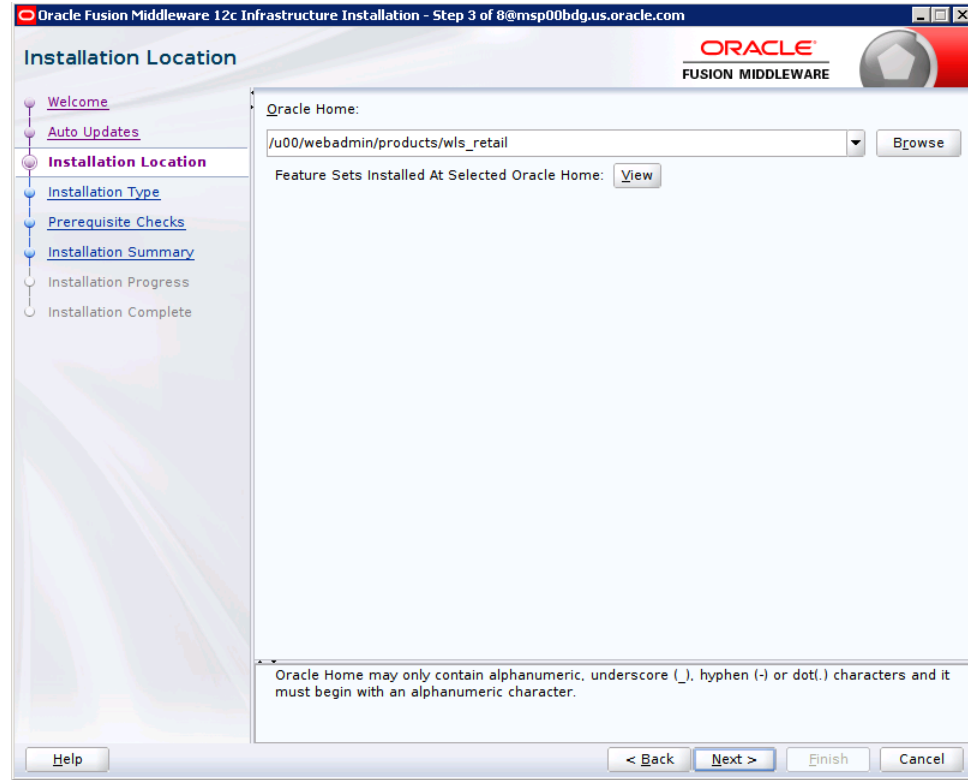 Oracle Fusion Middleware 12c Infrastructure Installation - Step 3 of 8@msp00bdg.us.oracle.com
Installation Location
ORACLE
FUSION MIDDLEWARE
Welcome
Auto Updates
Installation Location
Installation Type
Prerequisite Checks
Installation Summary
Installation Progress
Installation Complete
Oracle Home:
/u00/webadmin/products/wls_retail
Browse
Feature Sets Installed At Selected Oracle Home: View
Oracle Home may only contain alphanumeric, underscore (_), hyphen (-) or dot(.) characters and it
must begin with an alphanumeric character.
Help
< Back
Next >
Finish
Cancel